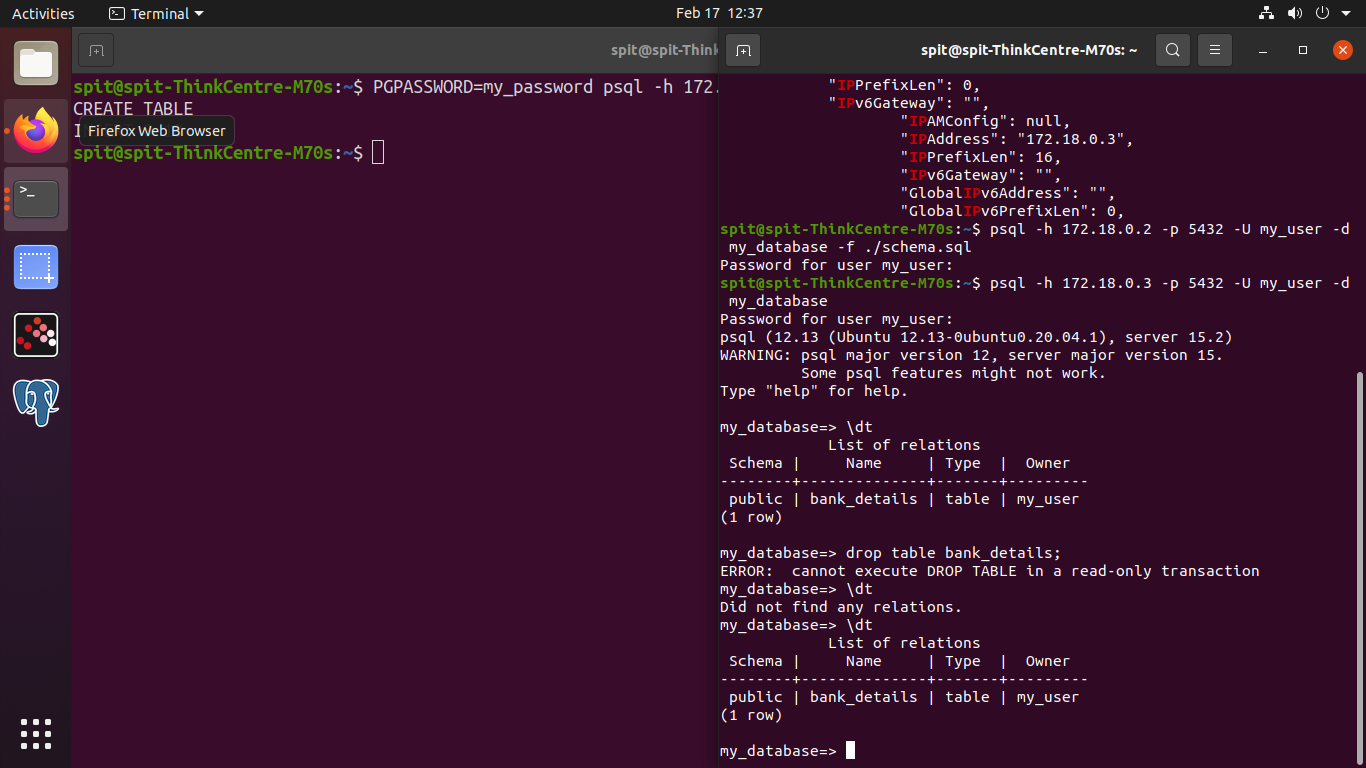 Activities Terminal Feb 17 12:37
spit@spit-Think
spit@spit-ThinkCentre-M70s:~$ PGPASSWORD=my_password psql -h 172.
CREATE TABLE
Firefox Web Browser
spit@spit-ThinkCentre-M70s:~$
spit@spit-ThinkCentre-M70s: ~
"IPPrefixLen": 0,
"IPv6Gateway": "",
"IPAMConfig": null,
"IPAddress": "172.18.0.3",
"IPPrefixLen": 16,
"IPv6Gateway": "",
"GlobalIPv6Address": "",
"GlobalIPv6PrefixLen": 0,
spit@spit-ThinkCentre-M70s:~$ psql -h 172.18.0.2 -p 5432 -U my_user -d
my_database -f ./schema.sql
Password for user my_user:
spit@spit-ThinkCentre-M70s:~$ psql -h 172.18.0.3 -p 5432 -U my_user -d
my_database
Password for user my_user:
psql (12.13 (Ubuntu 12.13-0ubuntu0.20.04.1), server 15.2)
WARNING: psql major version 12, server major version 15.
Some psql features might not work.
Type "help" for help.
my_database=> \dt
List of relations
Schema | Name | Type | Owner
--------+--------------+-------+---------
public | bank_details | table | my_user
(1 row)
my_database=> drop table bank_details;
ERROR:  cannot execute DROP TABLE in a read-only transaction
my_database=> \dt
Did not find any relations.
my_database=> \dt
List of relations
Schema | Name | Type | Owner
--------+--------------+-------+---------
public | bank_details | table | my_user
(1 row)
my_database=>